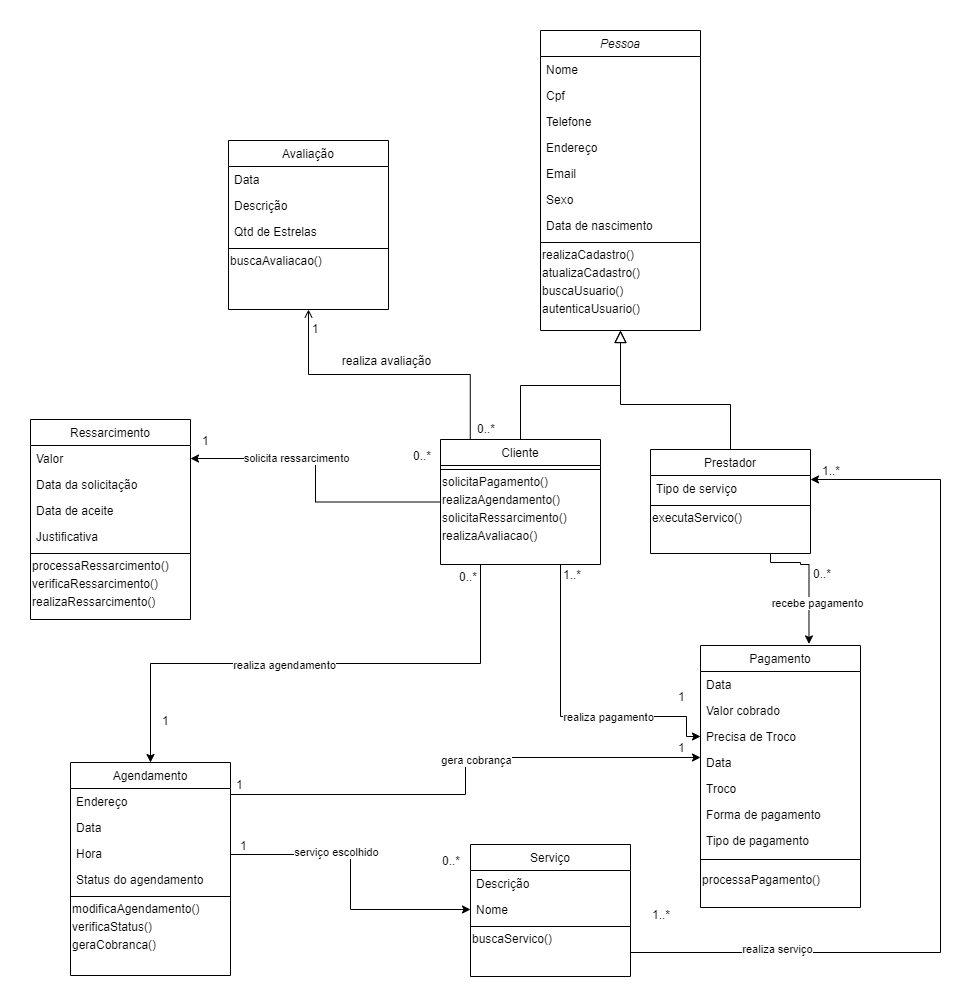 Pessoa
Nome
Cpf
Telefone
Endereço
Email
Sexo
Data de nascimento
realizaCadastro()
atualizaCadastro()
buscaUsuario()
autenticaUsuario()
Avaliação
Data
Descrição
Qtd de Estrelas
buscaAvaliacao()
1
realiza avaliação
0..*
Ressarcimento
Valor
Data da solicitação
Data de aceite
Justificativa
processaRessarcimento()
verificaRessarcimento()
realizaRessarcimento()
1
solicita ressarcimento
0..*
Cliente
solicitaPagamento()
realizaAgendamento()
solicitaRessarcimento()
realizaAvaliacao()
0..*
1..*
Prestador
Tipo de serviço
executaServico()
1..*
0..*
recebe pagamento
realiza agendamento
1
realiza pagamento
1
gera cobrança
1
1
Pagamento
Data
Valor cobrado
Precisa de Troco
Data
Troco
Forma de pagamento
Tipo de pagamento
processaPagamento()
Agendamento
Endereço
Data
Hora
Status do agendamento
modificaAgendamento()
verificaStatus()
geraCobranca()
1
serviço escolhido
0..*
Serviço
Descrição
Nome
buscaServico()
1..*
realiza serviço